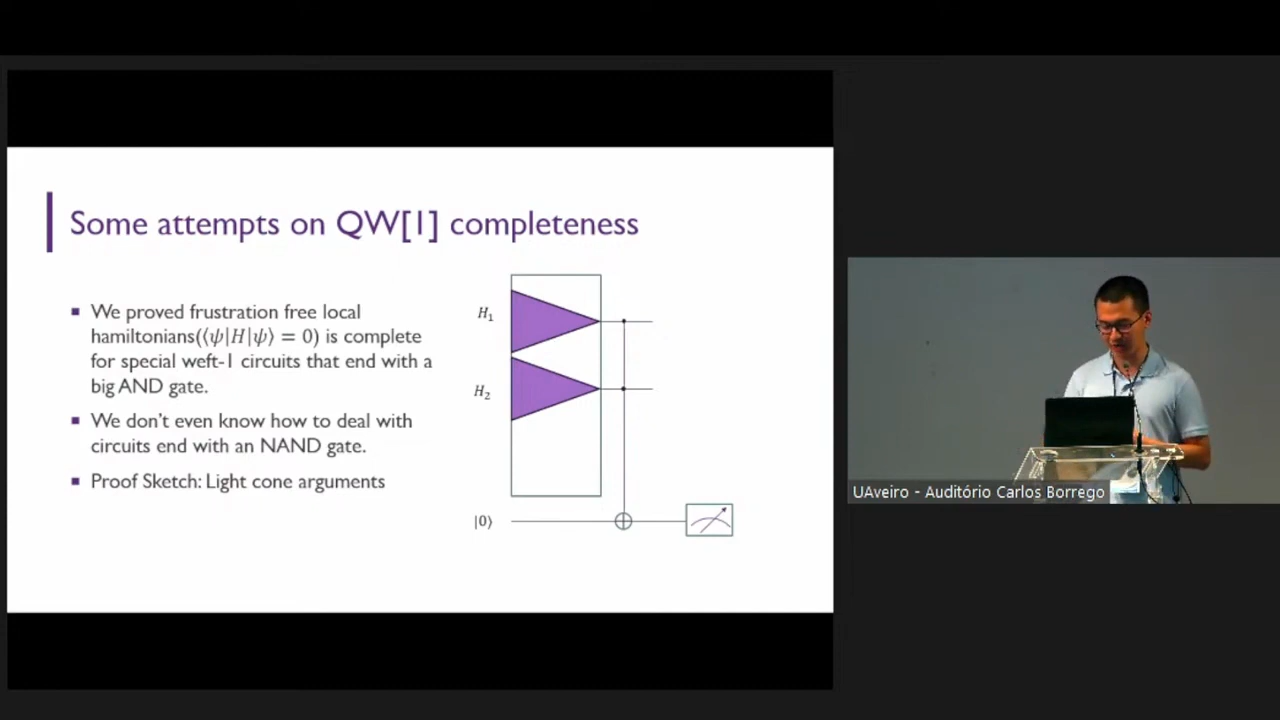 Some attempts on QW[1] completeness
▪ We proved frustration free local
hamiltonians(⟨ψ|H|ψ⟩ = 0) is complete
for special weft-1 circuits that end with a
big AND gate.
▪ We don't even know how to deal with
circuits end with an NAND gate.
▪ Proof Sketch: Light cone arguments
H₁
H₂
|0⟩
UAveiro - Auditório Carlos Borrego